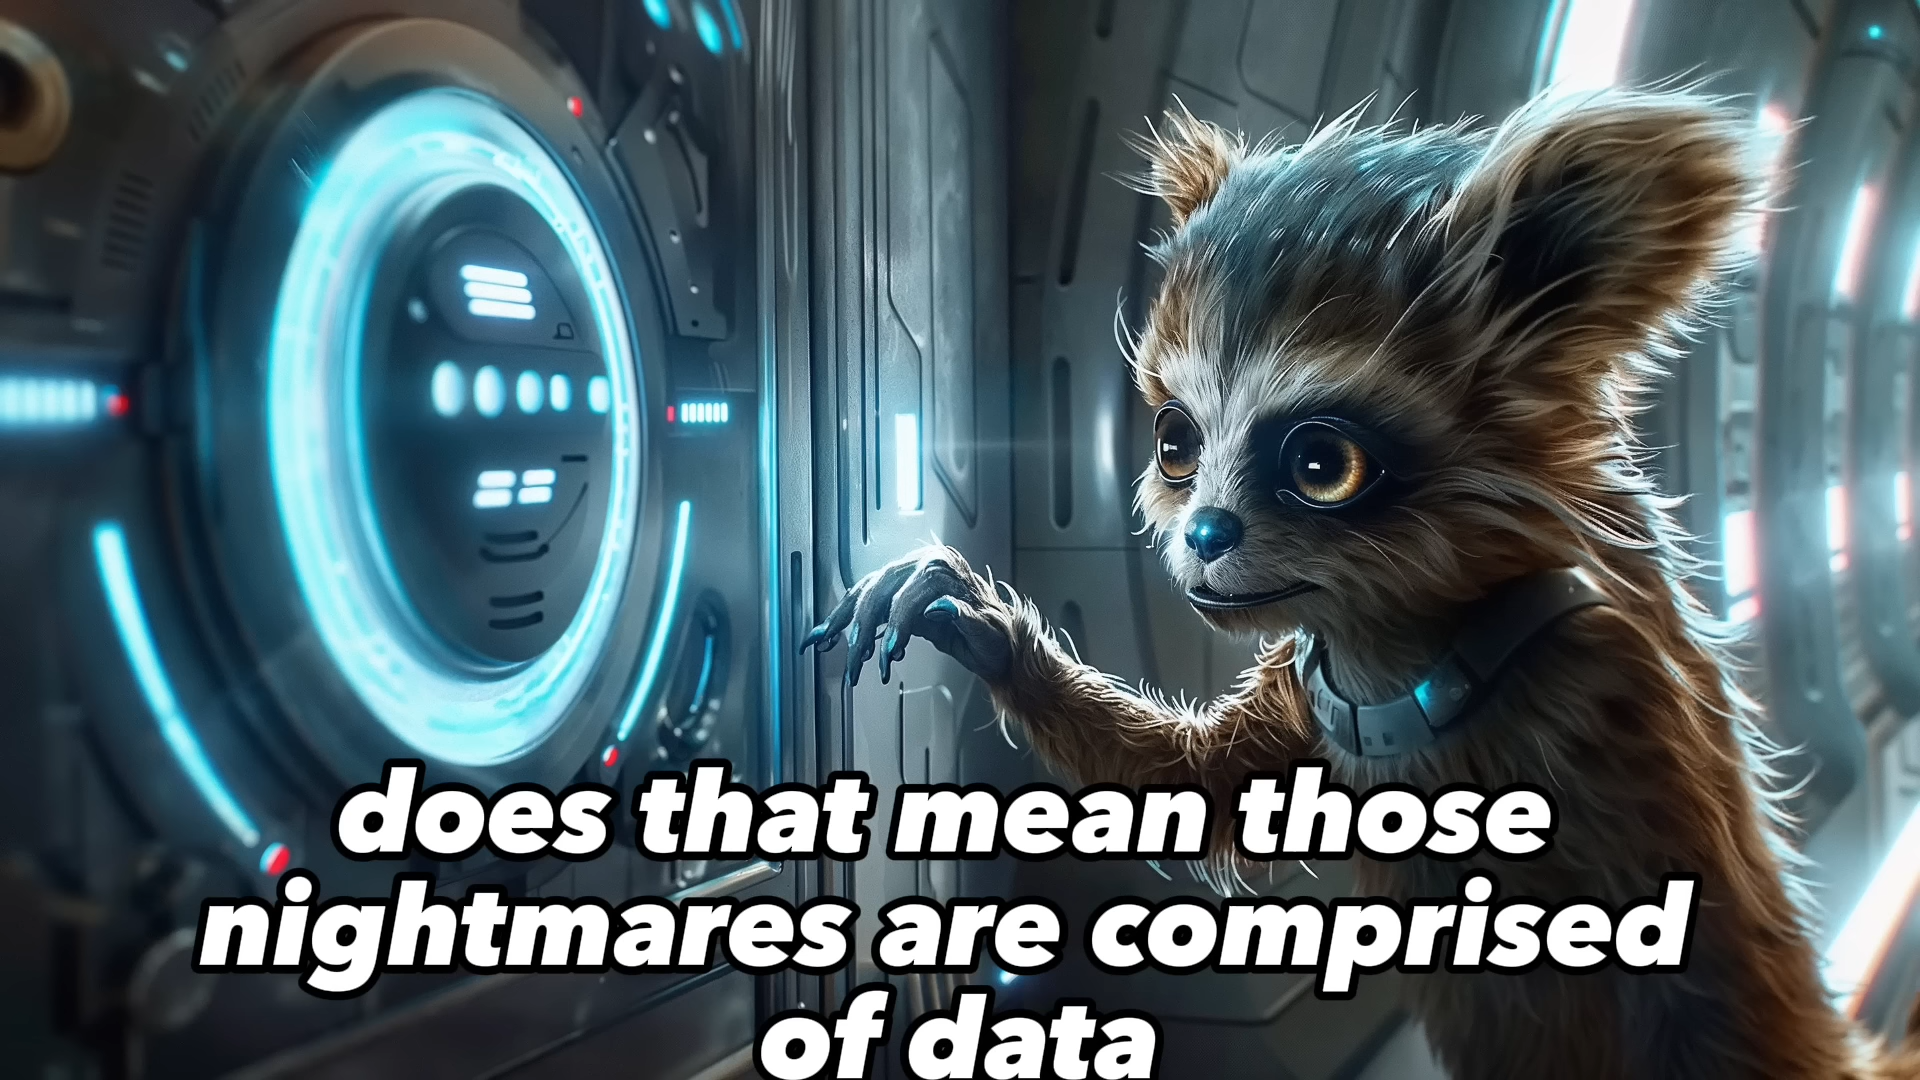 does that mean those
nightmares are comprised
of data